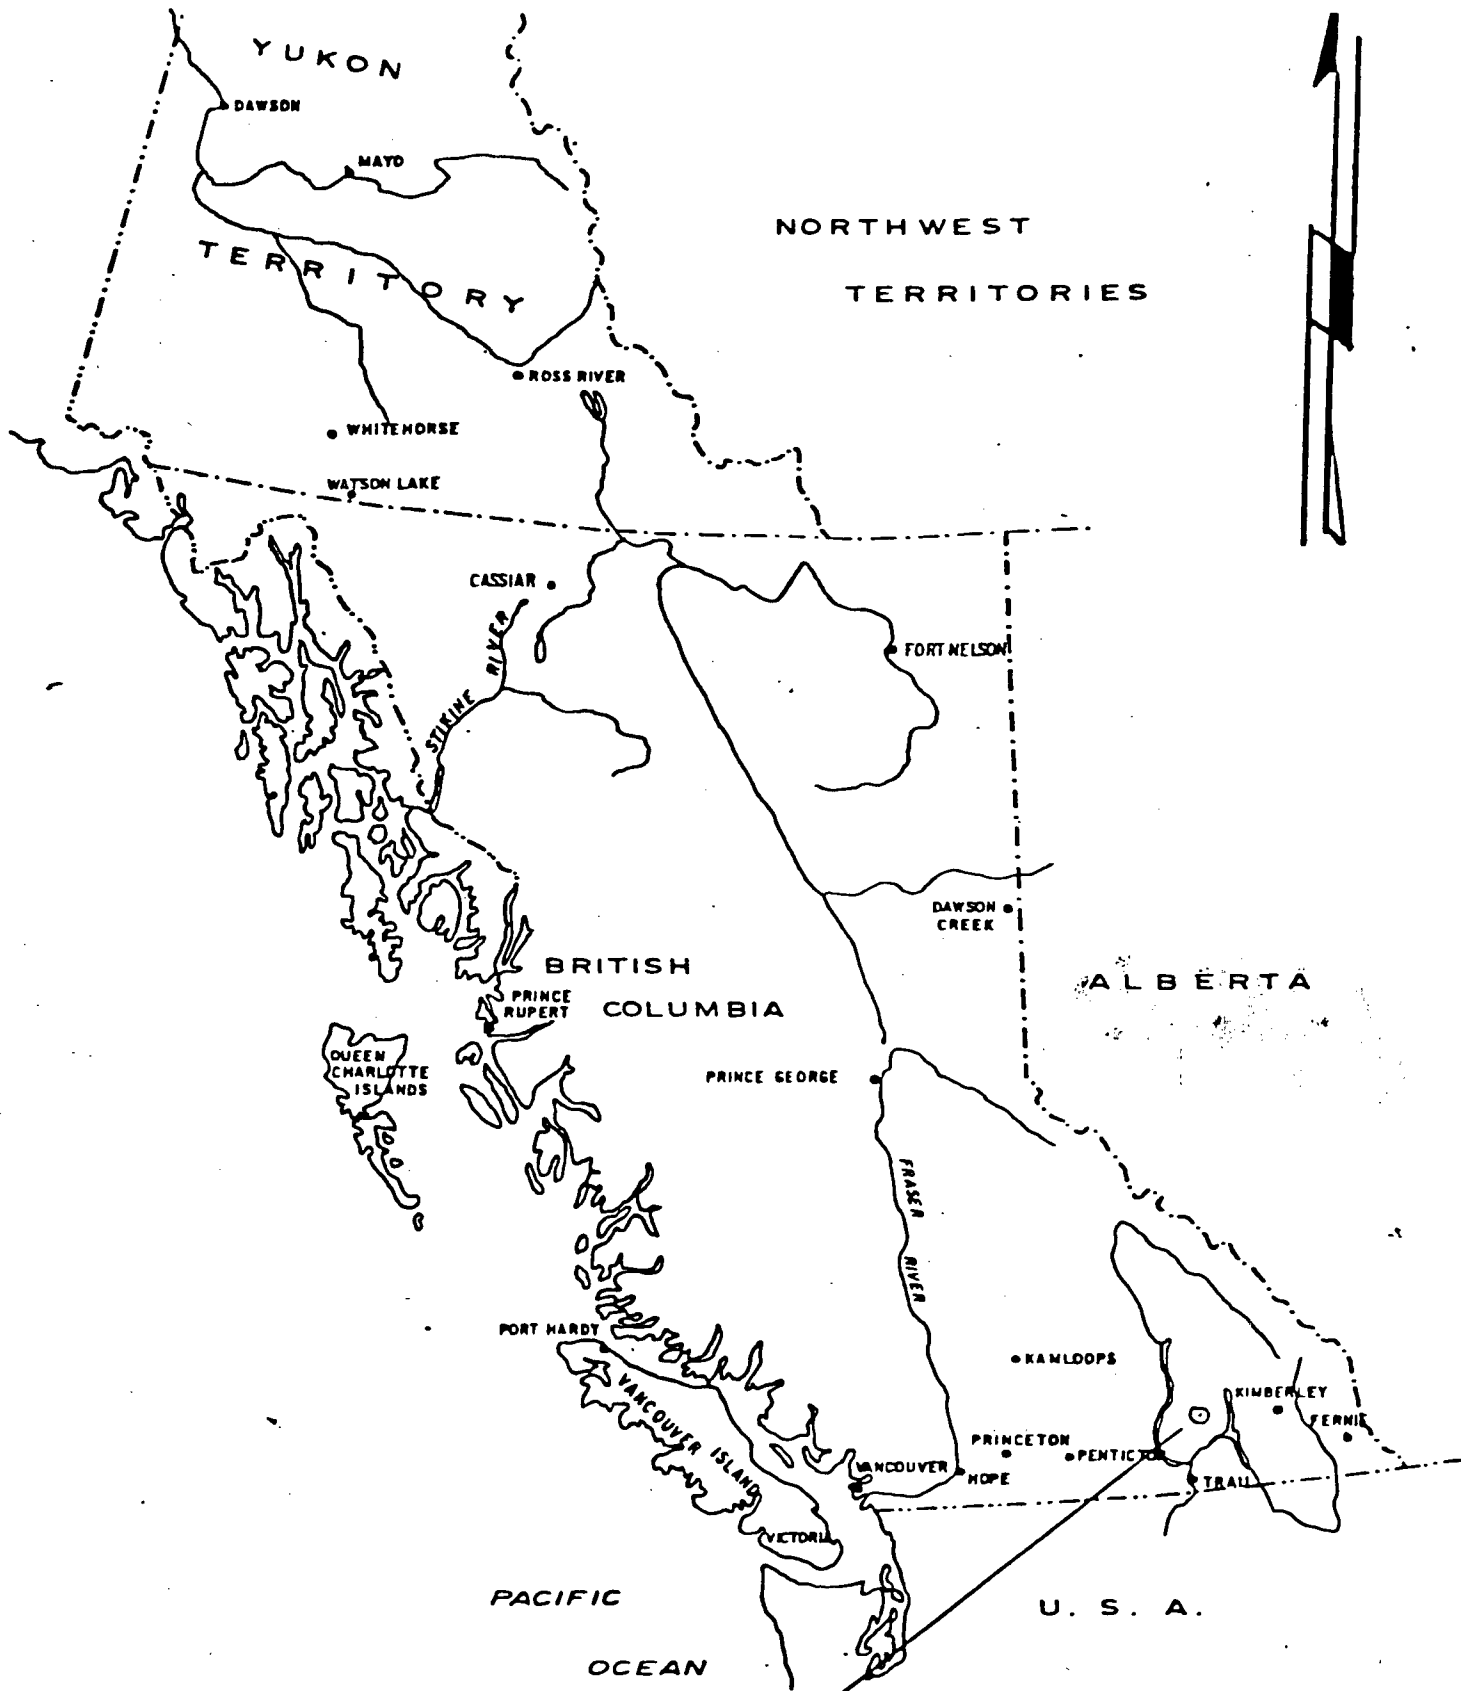 YUKON
DAWSON
MAYO
NORTHWEST
TERRITORY
TERRITORIES
ROSS RIVER
WHITEHORSE
WATSON LAKE
CASSIAR
STIKINE RIVER
FORT NELSON
DAWSON
CREEK
BRITISH
COLUMBIA
ALBERTA
PRINCE
RUPERT
QUEEN
CHARLOTTE
ISLANDS
PRINCE GEORGE
FRASER RIVER
PORT HARDY
VANCOUVER ISLAND
KAMLOOPS
KIMBERLEY
FERNIE
PRINCETON
PENTICTON
VANCOUVER
HOPE
TRAIL
VICTORIA
PACIFIC
OCEAN
U. S. A.